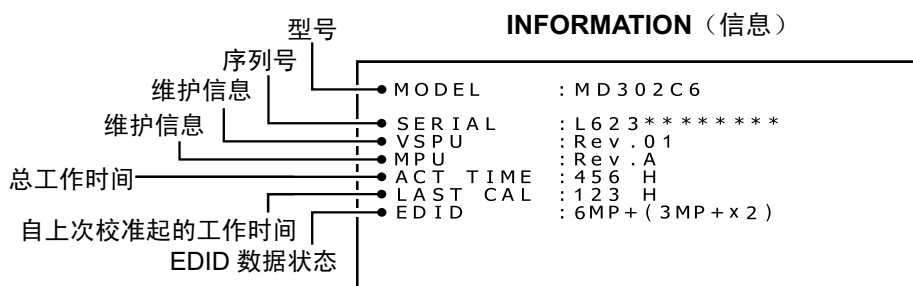 INFORMATION（信息）
型号
序列号
维护信息
维护信息
总工作时间
自上次校准起的工作时间
EDID 数据状态
MODEL :MD302C6
SERIAL :L623********
VSPU :Rev.01
MPU :Rev.A
ACT TIME :456 H
LAST CAL :123 H
EDID :6MP+(3MP+x2)